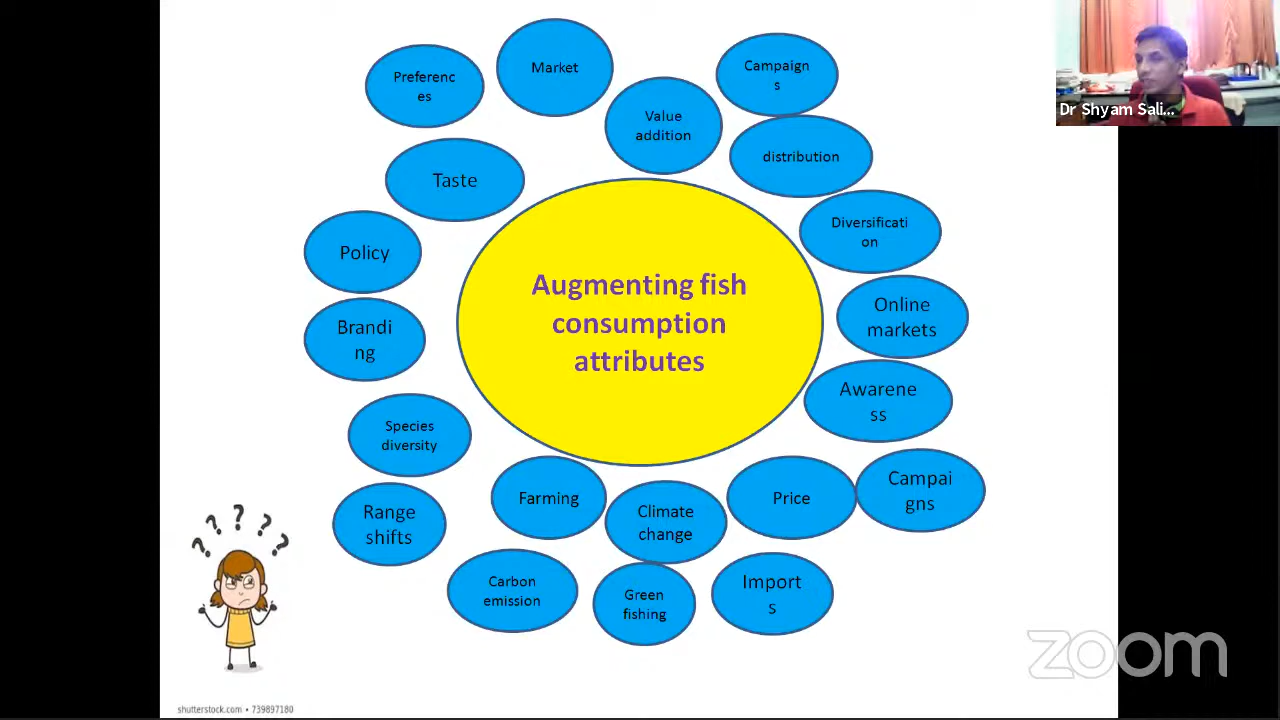 Preferenc
es
Market
Campaign
s
Value
addition
distribution
Taste
Diversificati
on
Policy
Augmenting fish
consumption
attributes
Online
markets
Brandi
ng
Awarene
ss
Species
diversity
Farming
Climate
change
Price
Campai
gns
Range
shifts
Carbon
emission
Green
fishing
Import
s
? ? ? ? ?
Dr Shyam Sali...
zoom
shutterstock.com • 739897180